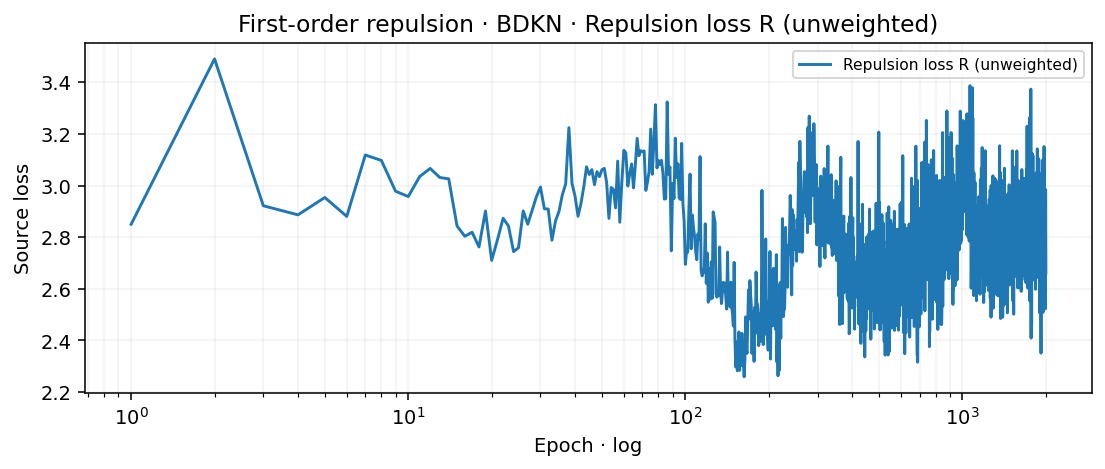 First-order repulsion · BDKN · Repulsion loss R (unweighted)
Repulsion loss R (unweighted)
Source loss
3.4
3.2
3.0
2.8
2.6
2.4
2.2
10⁰ 10¹ 10² 10³
Epoch · log